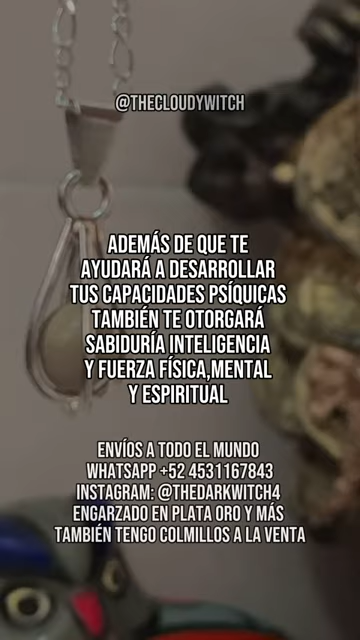 @THECLOUDYWITCH
ADEMÁS DE QUE TE
AYUDARÁ A DESARROLLAR
TUS CAPACIDADES PSÍQUICAS
TAMBIÉN TE OTORGARÁ
SABIDURÍA INTELIGENCIA
Y FUERZA FÍSICA,MENTAL
Y ESPIRITUAL
ENVÍOS A TODO EL MUNDO
WHATSAPP +52 4531167843
INSTAGRAM: @THEDARKWITCH4
ENGARZADO EN PLATA ORO Y MÁS
TAMBIÉN TENGO COLMILLOS A LA VENTA